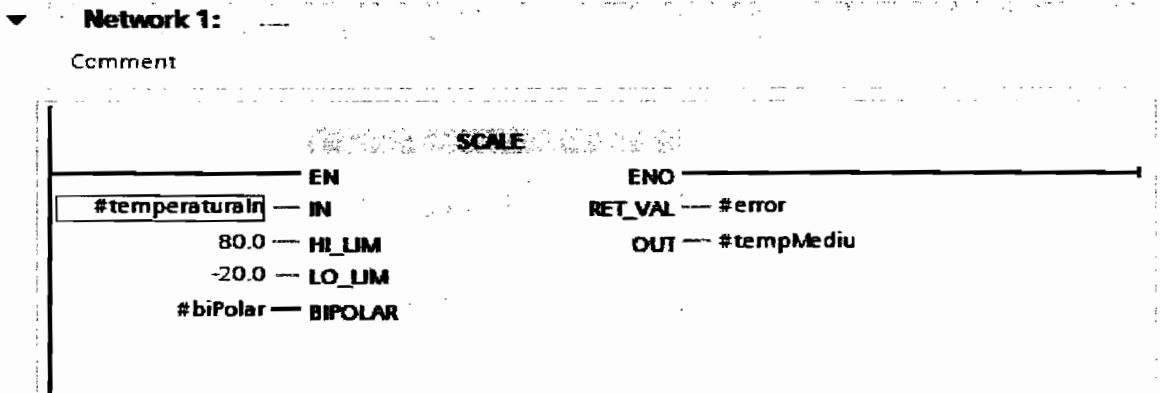 Network 1:
Comment
SCALE
EN ENO
#temperaturaIn IN RET_VAL #error
80.0 HI_LIM OUT #tempMediu
-20.0 LO_LIM
#biPolar BIPOLAR